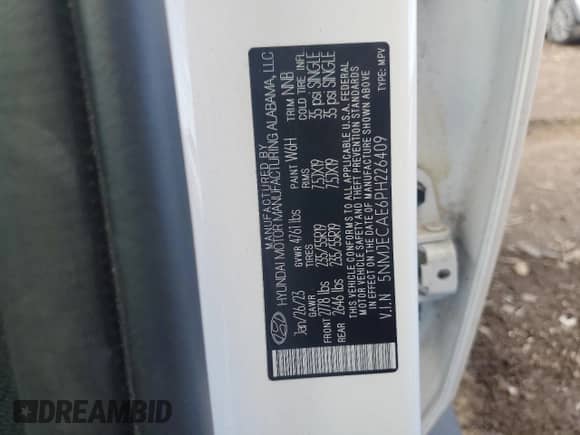 MANUFACTURED BY
HYUNDAI MOTOR MANUFACTURING ALABAMA, LLC
Jan/26/23 GVWR 4761 lbs PAINT W6H TRIM NNB
GAWR TIRES RIMS COLD TIRE INFL.
FRONT 2778 lbs 235/55R19 7.5JX19 35 psi SINGLE
REAR 2646 lbs 235/55R19 7.5JX19 35 psi SINGLE
THIS VEHICLE CONFORMS TO ALL APPLICABLE U.S.A. FEDERAL
MOTOR VEHICLE SAFETY AND THEFT PREVENTION STANDARDS
IN EFFECT ON THE DATE OF MANUFACTURE SHOWN ABOVE
V.I.N 5NMJECAE6PH226409 TYPE: MPV
DREAMBID